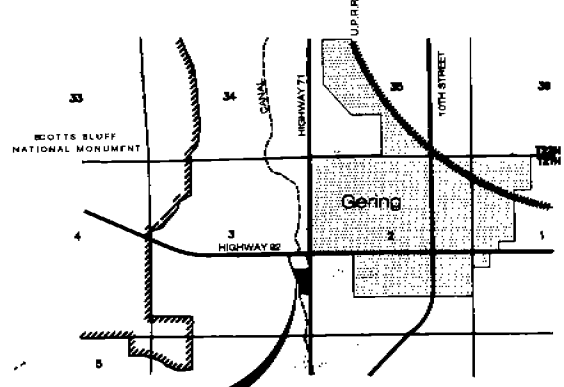 U.P.R.R.
33
34
CANAL
HIGHWAY 71
35
10TH STREET
36
SCOTTS BLUFF
NATIONAL MONUMENT
T22N
T21N
Gering
4
3
HIGHWAY 92
2
1